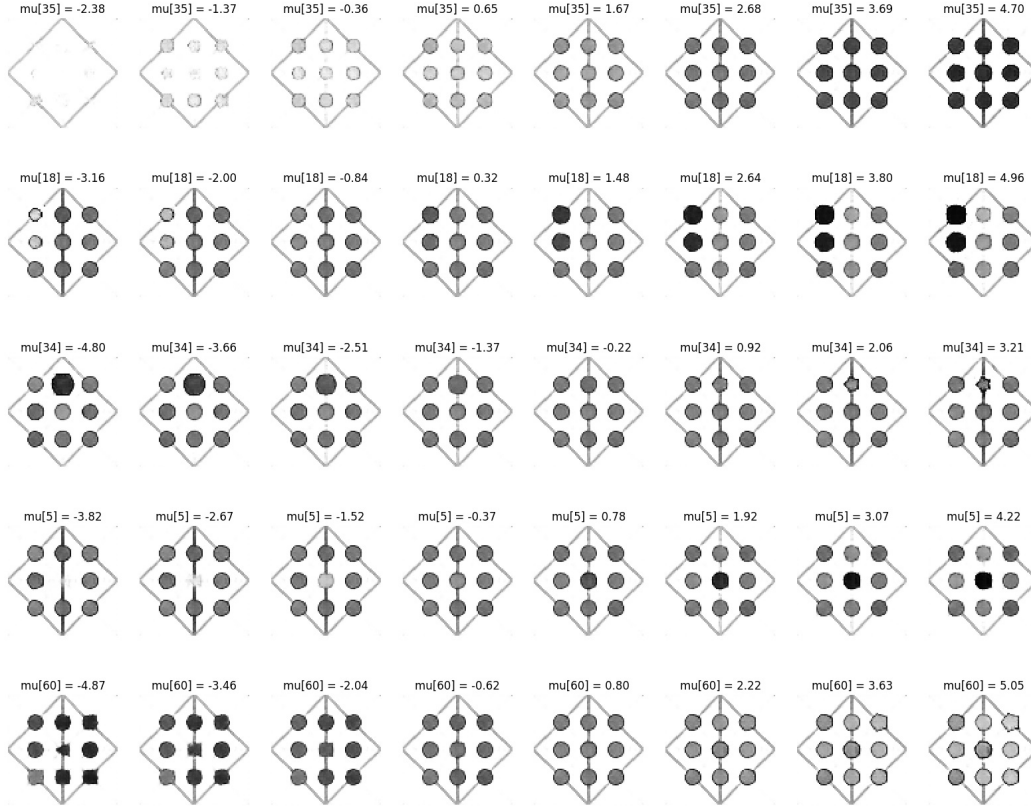 mu[35] = -2.38 mu[35] = -1.37 mu[35] = -0.36 mu[35] = 0.65 mu[35] = 1.67 mu[35] = 2.68 mu[35] = 3.69 mu[35] = 4.70
mu[18] = -3.16 mu[18] = -2.00 mu[18] = -0.84 mu[18] = 0.32 mu[18] = 1.48 mu[18] = 2.64 mu[18] = 3.80 mu[18] = 4.96
mu[34] = -4.80 mu[34] = -3.66 mu[34] = -2.51 mu[34] = -1.37 mu[34] = -0.22 mu[34] = 0.92 mu[34] = 2.06 mu[34] = 3.21
mu[5] = -3.82 mu[5] = -2.67 mu[5] = -1.52 mu[5] = -0.37 mu[5] = 0.78 mu[5] = 1.92 mu[5] = 3.07 mu[5] = 4.22
mu[60] = -4.87 mu[60] = -3.46 mu[60] = -2.04 mu[60] = -0.62 mu[60] = 0.80 mu[60] = 2.22 mu[60] = 3.63 mu[60] = 5.05